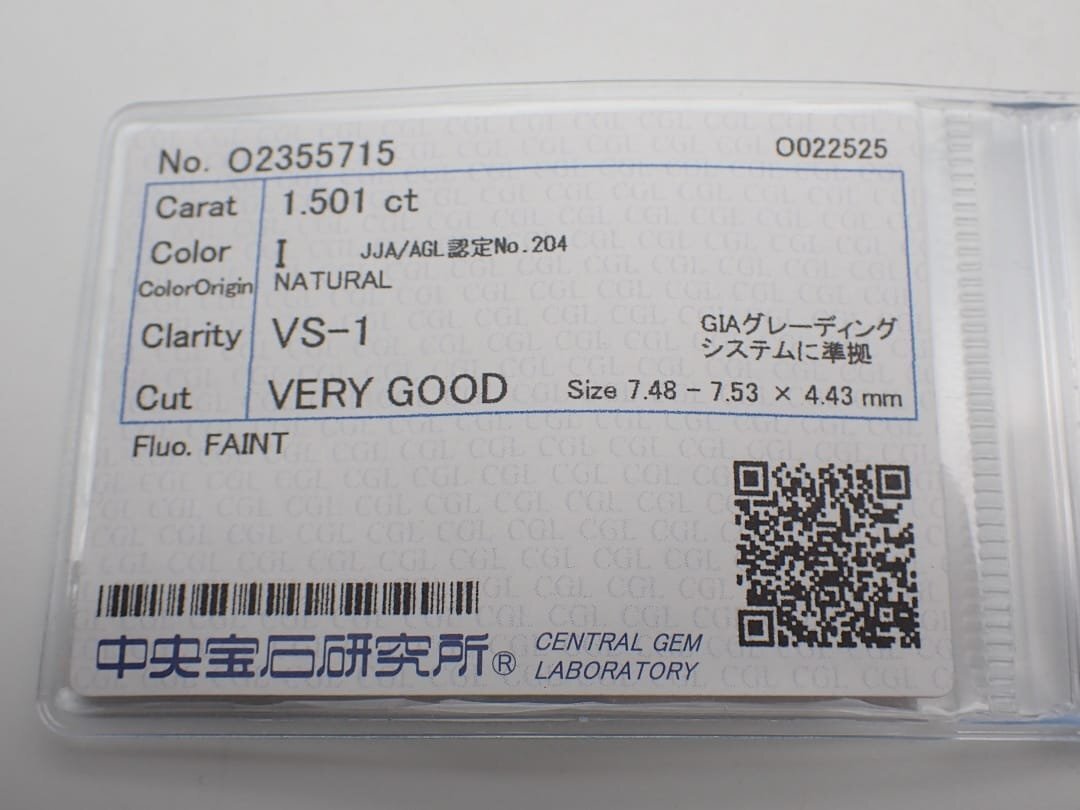 No. O2355715 O022525
Carat 1.501 ct
Color I JJA/AGL認定No.204
ColorOrigin NATURAL
Clarity VS-1 GIAグレーディング
システムに準拠
Cut VERY GOOD Size 7.48 - 7.53 × 4.43 mm
Fluo. FAINT
中央宝石研究所® CENTRAL GEM
LABORATORY